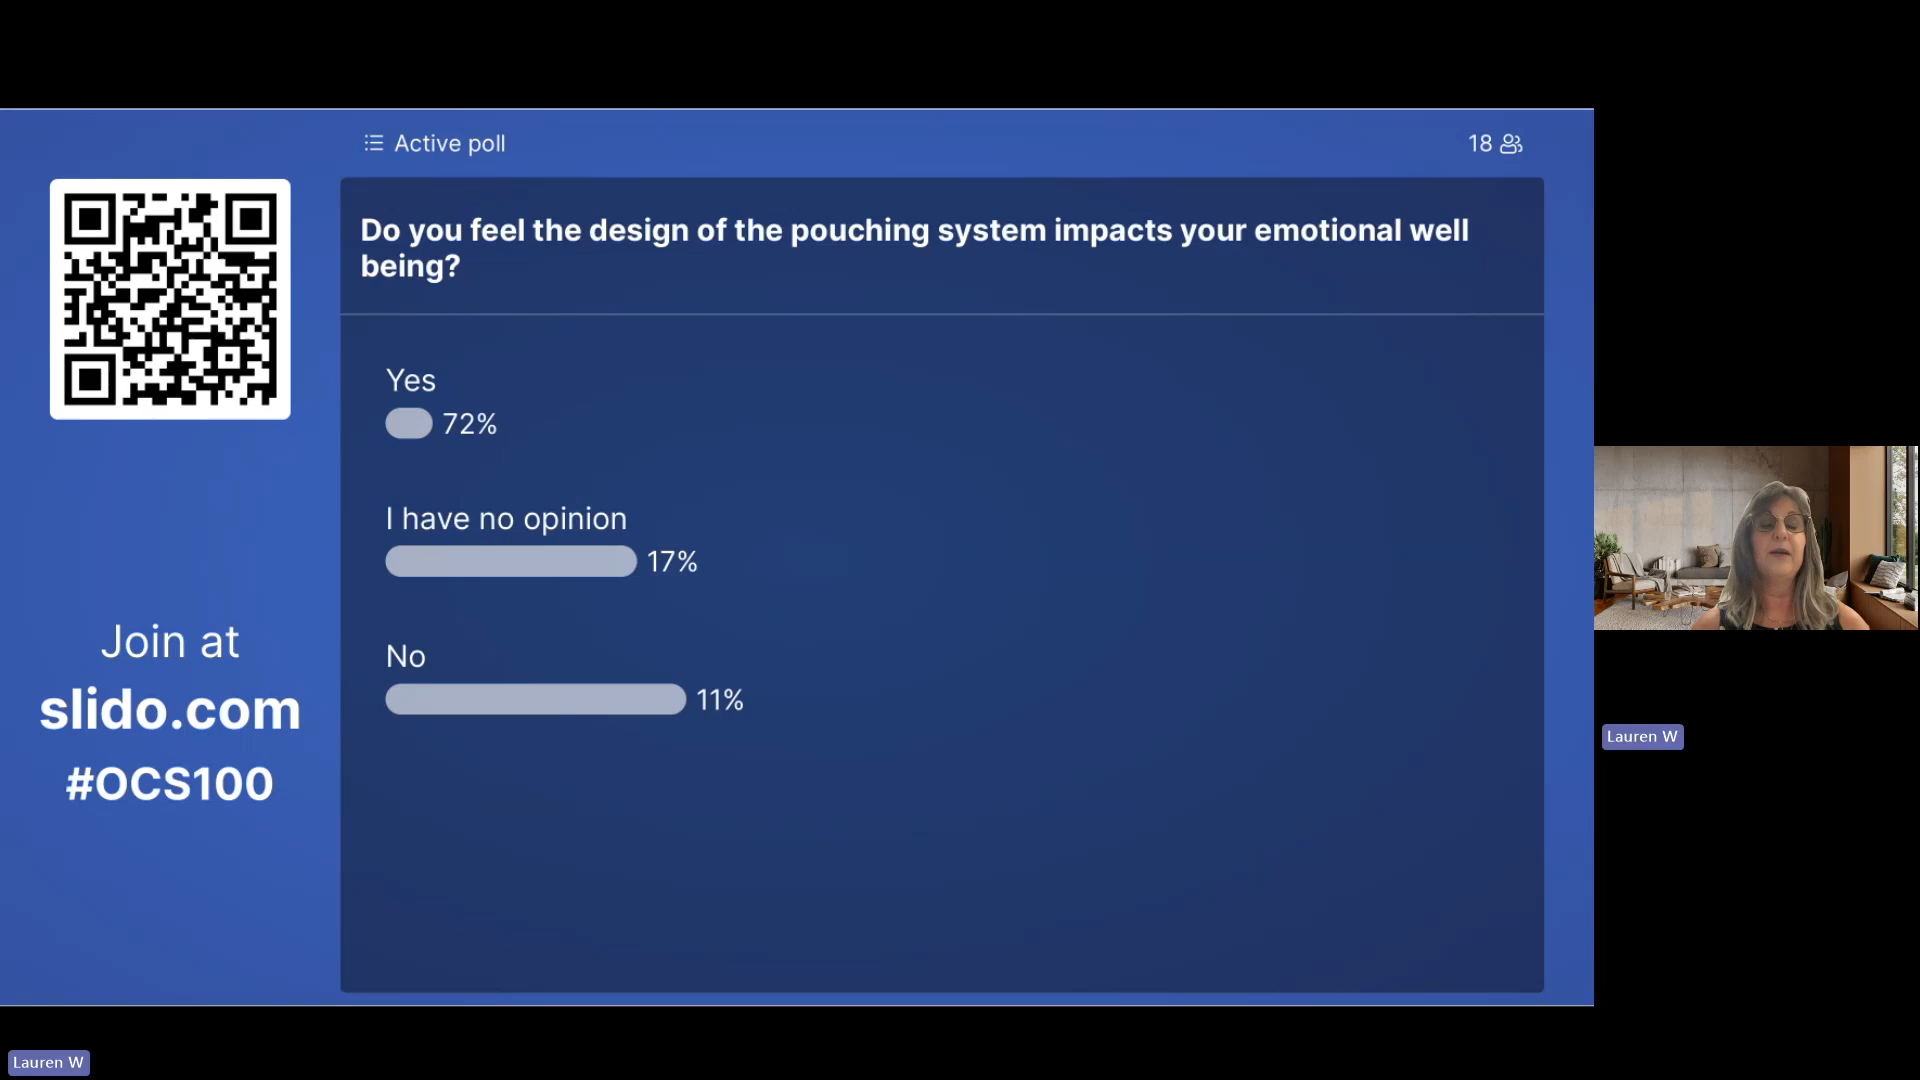 Active poll
18
Do you feel the design of the pouching system impacts your emotional well
being?
Yes
72%
I have no opinion
17%
No
11%
Join at
slido.com
#OCS100
Lauren W
Lauren W